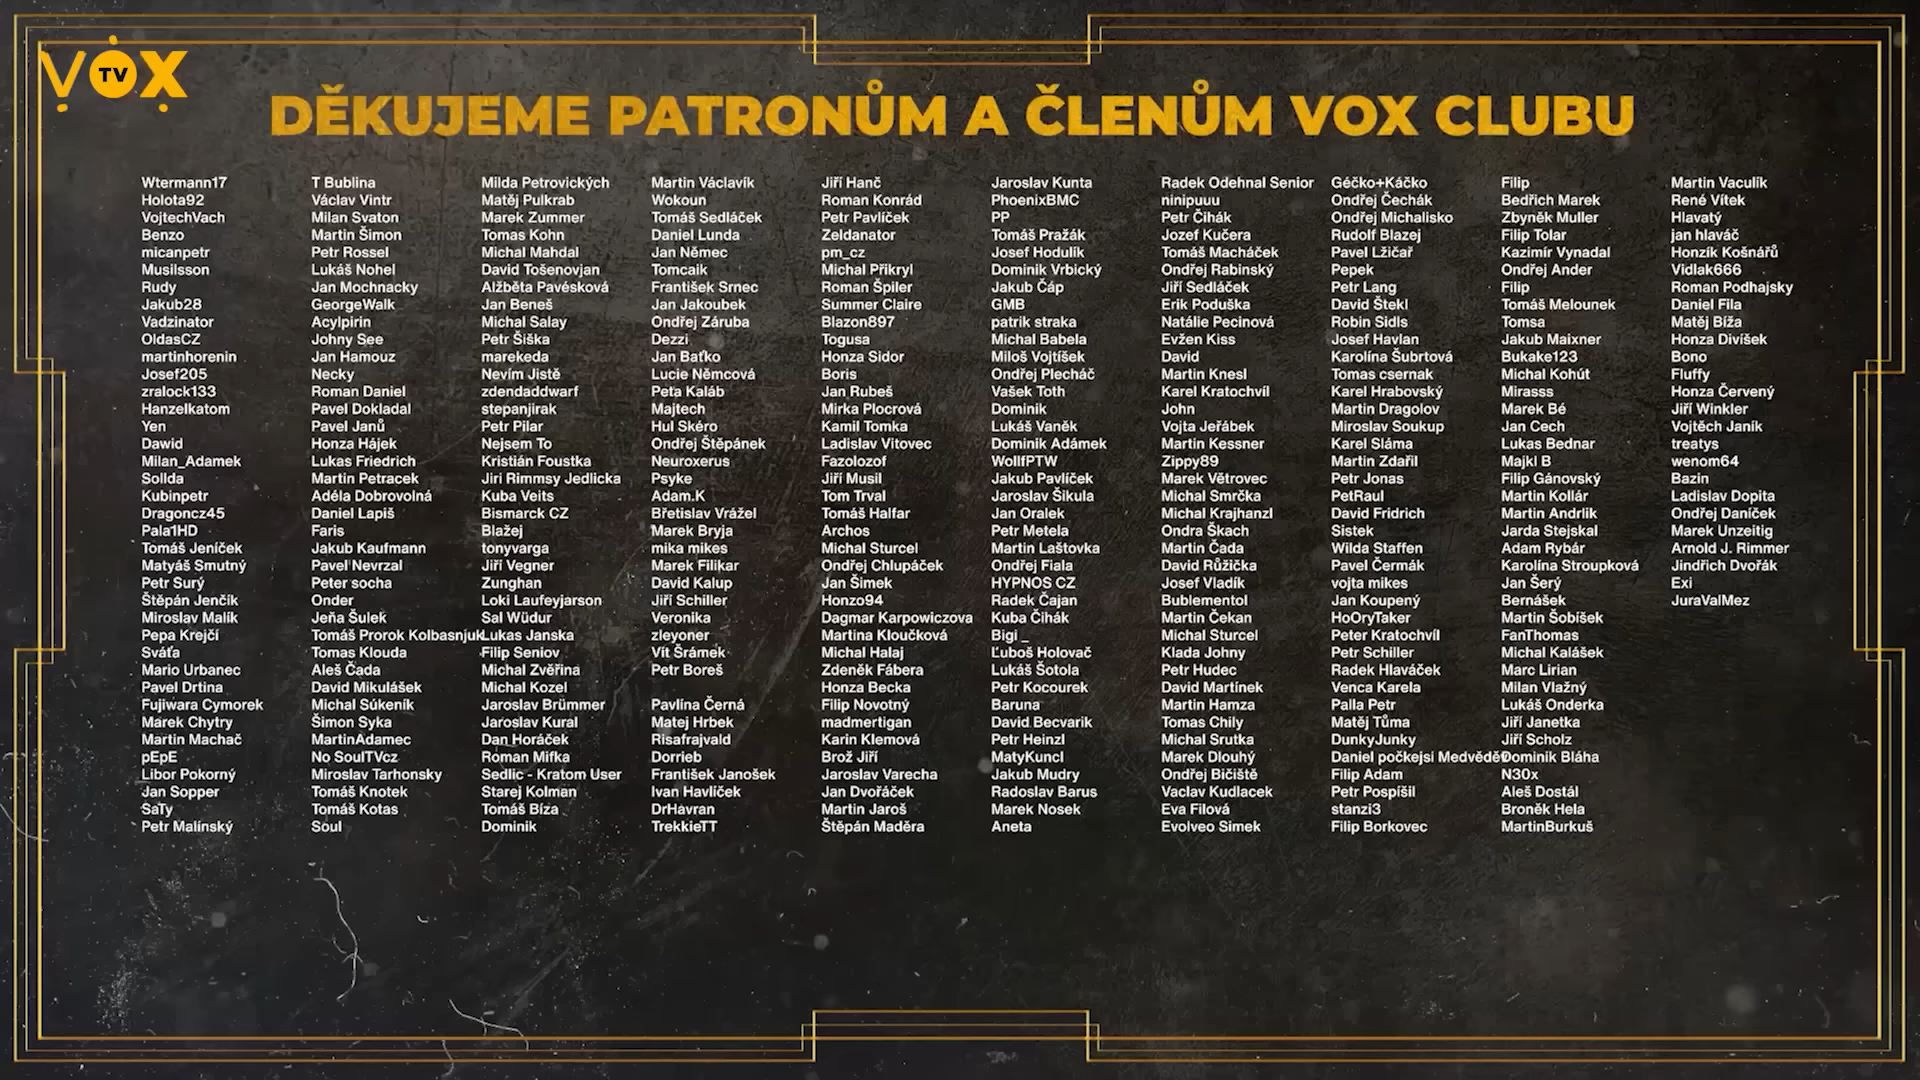 VOX TV
DĚKUJEME PATRONŮM A ČLENŮM VOX CLUBU
Wtermann17
Holota92
VojtechVach
Benzo
micanpetr
Musilsson
Rudy
Jakub28
Vadzinator
OldasCZ
martinhorenin
Josef205
zralock133
Hanzelkatom
Yen
Dawid
Milan_Adamek
Sollda
Kubinpetr
Dragoncz45
Pala1HD
Tomáš Jeníček
Matyáš Smutný
Petr Surý
Štěpán Jenčík
Miroslav Malík
Pepa Krejčí
Sváťa
Mario Urbanec
Pavel Drtina
Fujiwara Cymorek
Marek Chytry
Martin Machač
pEpE
Libor Pokorný
Jan Sopper
SaTy
Petr Malínský
T Bublina
Václav Vintr
Milan Svaton
Martin Šimon
Petr Rossel
Lukáš Nohel
Jan Mochnacky
GeorgeWalk
Acylpirin
Johny See
Jan Hamouz
Necky
Roman Daniel
Pavel Dokladal
Pavel Janů
Honza Hájek
Lukas Friedrich
Martin Petracek
Adéla Dobrovolná
Daniel Lapiš
Faris
Jakub Kaufmann
Pavel Nevrzal
Peter socha
Onder
Jeňa Šulek
Tomáš Prorok Kolbasnjuk
Tomas Klouda
Aleš Čada
David Mikulášek
Michal Súkeník
Šimon Syka
MartinAdamec
No SoulTVcz
Miroslav Tarhonsky
Tomáš Knotek
Tomáš Kotas
Soul
Milda Petrovických
Matěj Pulkrab
Marek Zummer
Tomas Kohn
Michal Mahdal
David Tošenovjan
Alžběta Pavésková
Jan Beneš
Michal Salay
Petr Šiška
marekeda
Nevím Jistě
zdendaddwarf
stepanjirak
Petr Pilar
Nejsem To
Kristián Foustka
Jiri Rimmsy Jedlicka
Kuba Veits
Bismarck CZ
Blažej
tonyvarga
Jiří Vegner
Zunghan
Loki Laufeyjarson
Sal Wüdur
Lukas Janska
Filip Seniov
Michal Zvěřina
Michal Kozel
Jaroslav Brümmer
Jaroslav Kural
Dan Horáček
Roman Mifka
Sedlic - Kratom User
Starej Kolman
Tomáš Bíza
Dominik
Martin Václavík
Wokoun
Tomáš Sedláček
Daniel Lunda
Jan Němec
Tomcaik
František Srnec
Jan Jakoubek
Ondřej Záruba
Dezzi
Jan Baťko
Lucie Němcová
Peťa Kaláb
Majtech
Hul Skéro
Ondřej Štěpánek
Neuroxerus
Psyke
Adam.K
Břetislav Vrážel
Marek Bryja
mika mikes
Marek Filikar
David Kalup
Jiří Schiller
Veronika
zleyoner
Vít Šrámek
Petr Boreš
Pavlína Černá
Matej Hrbek
Risafrajvald
Dorrieb
František Janošek
Ivan Havlíček
DrHavran
TrekkieTT
Jiří Hanč
Roman Konrád
Petr Pavlíček
Zeldanator
pm_cz
Michal Přikryl
Roman Špiler
Summer Claire
Blazon897
Togusa
Honza Sidor
Boris
Jan Rubeš
Mirka Plocrová
Kamil Tomka
Ladislav Vitovec
Fazolozof
Jiří Musil
Tom Trval
Tomáš Halfar
Archos
Michal Sturcel
Ondřej Chlupáček
Jan Šimek
Honzo94
Dagmar Karpowiczova
Martina Kloučková
Michal Halaj
Zdeněk Fábera
Honza Becka
Filip Novotný
madmertigan
Karin Klemová
Brož Jiří
Jaroslav Varecha
Jan Dvořáček
Martin Jaroš
Štěpán Maděra
Jaroslav Kunta
PhoenixBMC
PP
Tomáš Pražák
Josef Hodulík
Dominik Vrbický
Jakub Čáp
GMB
patrik straka
Michal Babela
Miloš Vojtíšek
Ondřej Plecháč
Vašek Toth
Dominik
Lukáš Vaněk
Dominik Adámek
WollfPTW
Jakub Pavlíček
Jaroslav Šikula
Jan Oralek
Petr Metela
Martin Laštovka
Ondřej Fiala
HYPNOS CZ
Radek Čajan
Kuba Čihák
Bigi _
Ľuboš Holovač
Lukáš Šotola
Petr Kocourek
Baruna
David Becvarik
Petr Heinzl
MatyKuncl
Jakub Mudry
Radoslav Barus
Marek Nosek
Aneta
Radek Odehnal Senior
ninipuuu
Petr Čihák
Jozef Kučera
Tomáš Macháček
Ondřej Rabinský
Jiří Sedláček
Erik Poduška
Natálie Pecinová
Evžen Kiss
David
Martin Knesl
Karel Kratochvíl
John
Vojta Jeřábek
Martin Kessner
Zippy89
Marek Větrovec
Michal Smrčka
Michal Krajhanzl
Ondra Škach
Martin Čada
David Růžička
Josef Vladík
Bublementol
Martin Čekan
Michal Sturcel
Klada Johny
Petr Hudec
David Martínek
Martin Hamza
Tomas Chily
Michal Srutka
Marek Dlouhý
Ondřej Bičiště
Vaclav Kudlacek
Eva Filová
Evolveo Simek
Géčko+Káčko
Ondřej Čechák
Ondřej Michalisko
Rudolf Blazej
Pavel Lžičař
Pepek
Petr Lang
David Štekl
Robin Sidls
Josef Havlan
Karolína Šubrtová
Tomas csernak
Karel Hrabovský
Martin Dragolov
Miroslav Soukup
Karel Sláma
Martin Zdařil
Petr Jonas
PetRaul
David Fridrich
Sistek
Wilda Staffen
Pavel Čermák
vojta mikes
Jan Koupený
HoOryTaker
Peter Kratochvíl
Petr Schiller
Radek Hlaváček
Venca Karela
Palla Petr
Matěj Tůma
DunkyJunky
Daniel počkejsi Medvěděv
Filip Adam
Petr Pospíšil
stanzi3
Filip Borkovec
Filip
Bedřich Marek
Zbyněk Muller
Filip Tolar
Kazimír Vynadal
Ondřej Ander
Filip
Tomáš Melounek
Tomsa
Jakub Maixner
Bukake123
Michal Kohút
Mirasss
Marek Bé
Jan Cech
Lukas Bednar
Majkl B
Filip Gánovský
Martin Kollár
Martin Andrlik
Jarda Stejskal
Adam Rybár
Karolína Stroupková
Jan Šerý
Bernášek
Martin Šobíšek
FanThomas
Michal Kalášek
Marc Lirian
Milan Vlažný
Lukáš Onderka
Jiří Janetka
Jiří Scholz
Dominik Bláha
N30x
Aleš Dostál
Broněk Hela
MartinBurkuš
Martin Vaculík
René Vítek
Hlavatý
jan hlaváč
Honzík Košnářů
Vidlak666
Roman Podhajsky
Daniel Fila
Matěj Bíža
Honza Divíšek
Bono
Fluffy
Honza Červený
Jiří Winkler
Vojtěch Janík
treatys
wenom64
Bazin
Ladislav Dopita
Ondřej Daníček
Marek Unzeitig
Arnold J. Rimmer
Jindřich Dvořák
Exi
JuraValMez